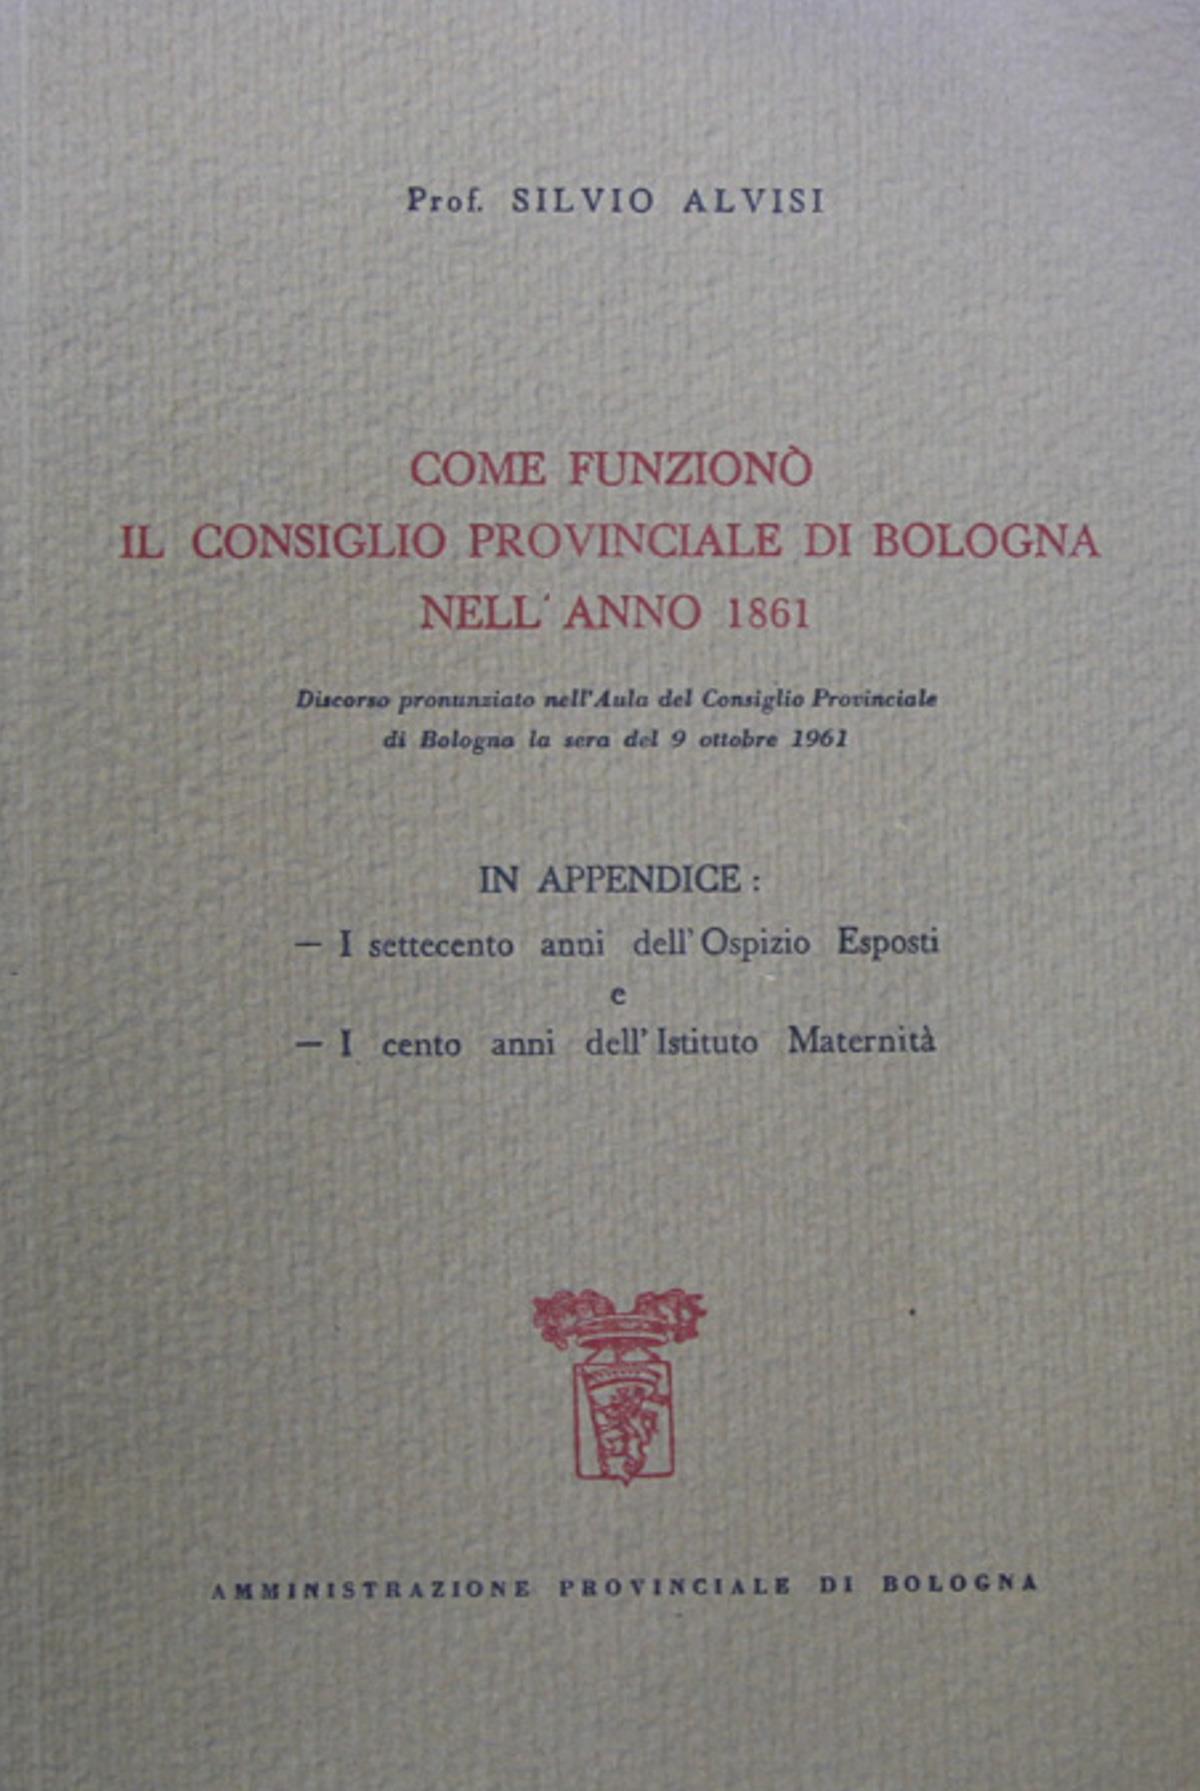 Prof. SILVIO ALVISI
COME FUNZIONÒ
IL CONSIGLIO PROVINCIALE DI BOLOGNA
NELL' ANNO 1861
Discorso pronunziato nell'Aula del Consiglio Provinciale
di Bologna la sera del 9 ottobre 1961
IN APPENDICE :
— I settecento anni dell' Ospizio Esposti
e
— I cento anni dell' Istituto Maternità
AMMINISTRAZIONE PROVINCIALE DI BOLOGNA